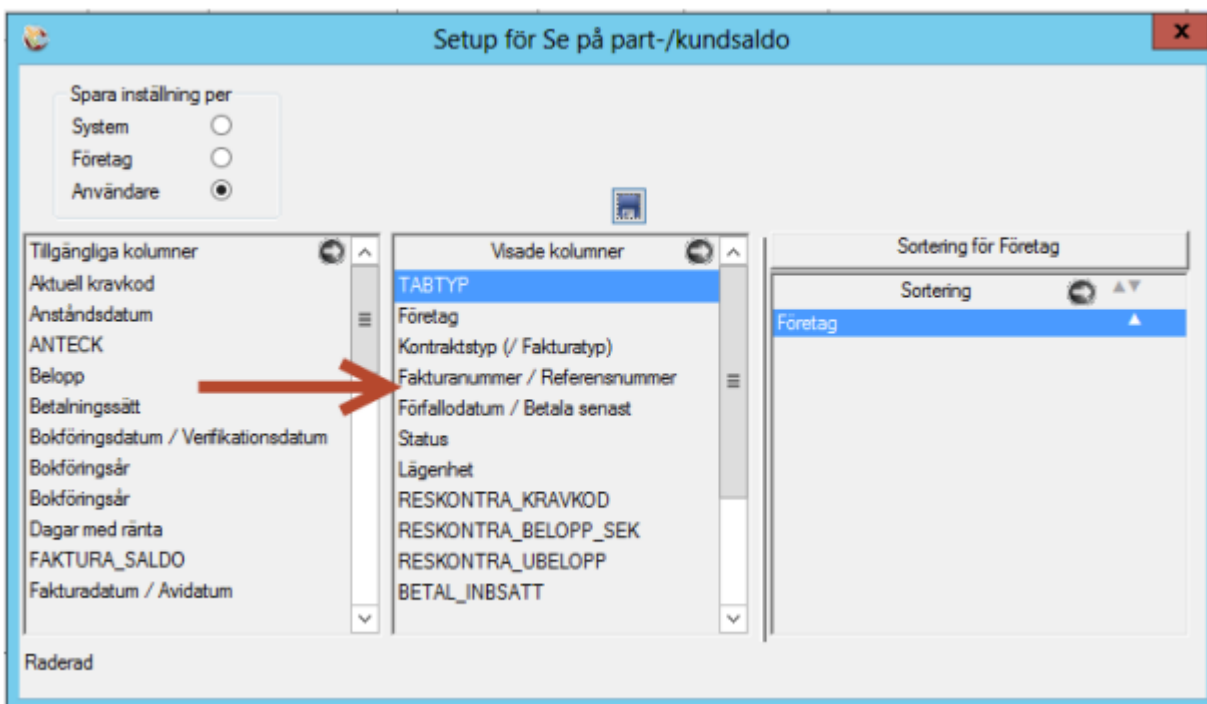 Setup för Se på part-/kundsaldo
x
Spara inställning per
System
Företag
Användare
Tillgängliga kolumner
Aktuell kravkod
Anståndsdatum
ANTECK
Belopp
Betalningssätt
Bokföringsdatum / Verifikationsdatum
Bokföringsår
Bokföringsår
Dagar med ränta
FAKTURA_SALDO
Fakturadatum / Avidatum
Visade kolumner
TABTYP
Företag
Kontraktstyp (/ Fakturatyp)
Fakturanummer / Referensnummer
Förfallodatum / Betala senast
Status
Lägenhet
RESKONTRA_KRAVKOD
RESKONTRA_BELOPP_SEK
RESKONTRA_UBELOPP
BETAL_INBSATT
Sortering för Företag
Sortering
Företag
Raderad